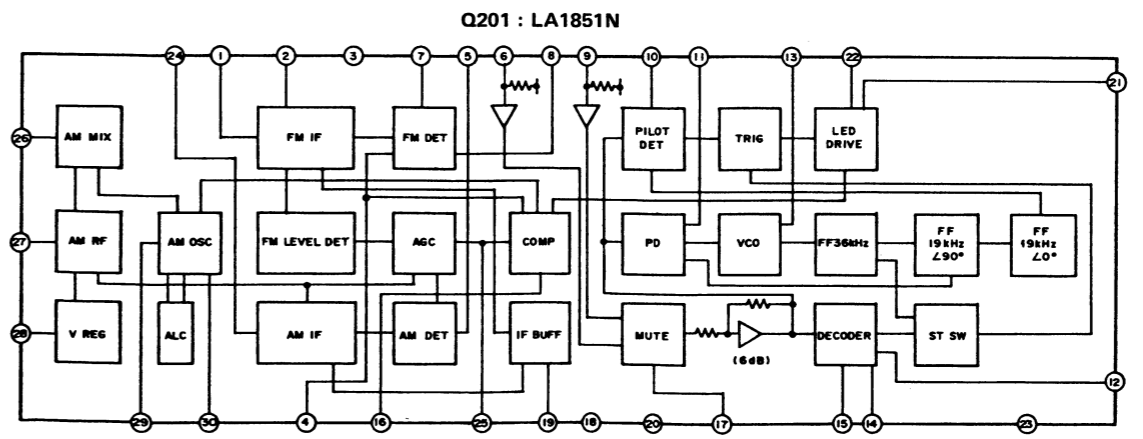 Q201 : LA1851N
24 1 2 3 7 5 6 8 9 10 11 13 22
21
26
AM MIX
FM IF
FM DET
PILOT
DET
TRIG
LED
DRIVE
27
AM RF
AM OSC
FM LEVEL DET
AGC
COMP
PD
VCO
FF36kHz
FF
19kHz
∠90°
FF
19kHz
∠0°
28
V REG
ALC
AM IF
AM DET
IF BUFF
MUTE
(6dB)
DECODER
ST SW
12
29 30 4 16 25 19 18 20 17 15 14 23